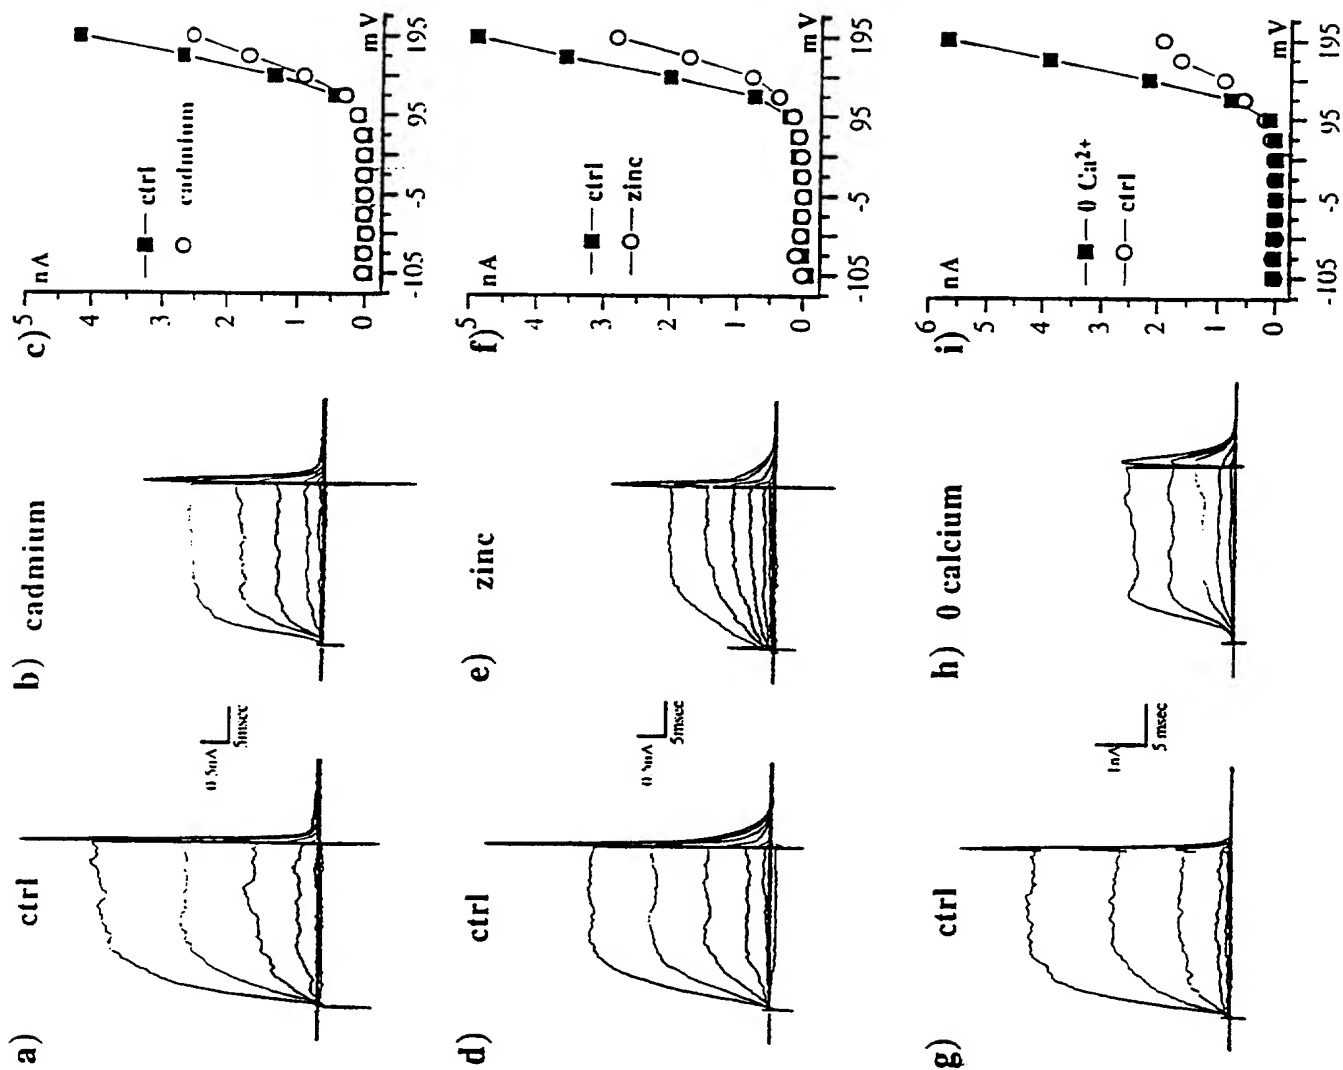 a)
ctrl
0.5nA
5msec
b) cadmium
c)
nA
5
4
3
2
1
0
ctrl
cadmium
-105
-5
95
195
mV
d)
ctrl
0.5nA
5msec
e)
zinc
f)
nA
5
4
3
2
1
0
ctrl
zinc
-105
-5
95
195
mV
g)
ctrl
1nA
5 msec
h) 0 calcium
i)
nA
6
5
4
3
2
1
0
0 Ca2+
ctrl
-105
-5
95
195
mV